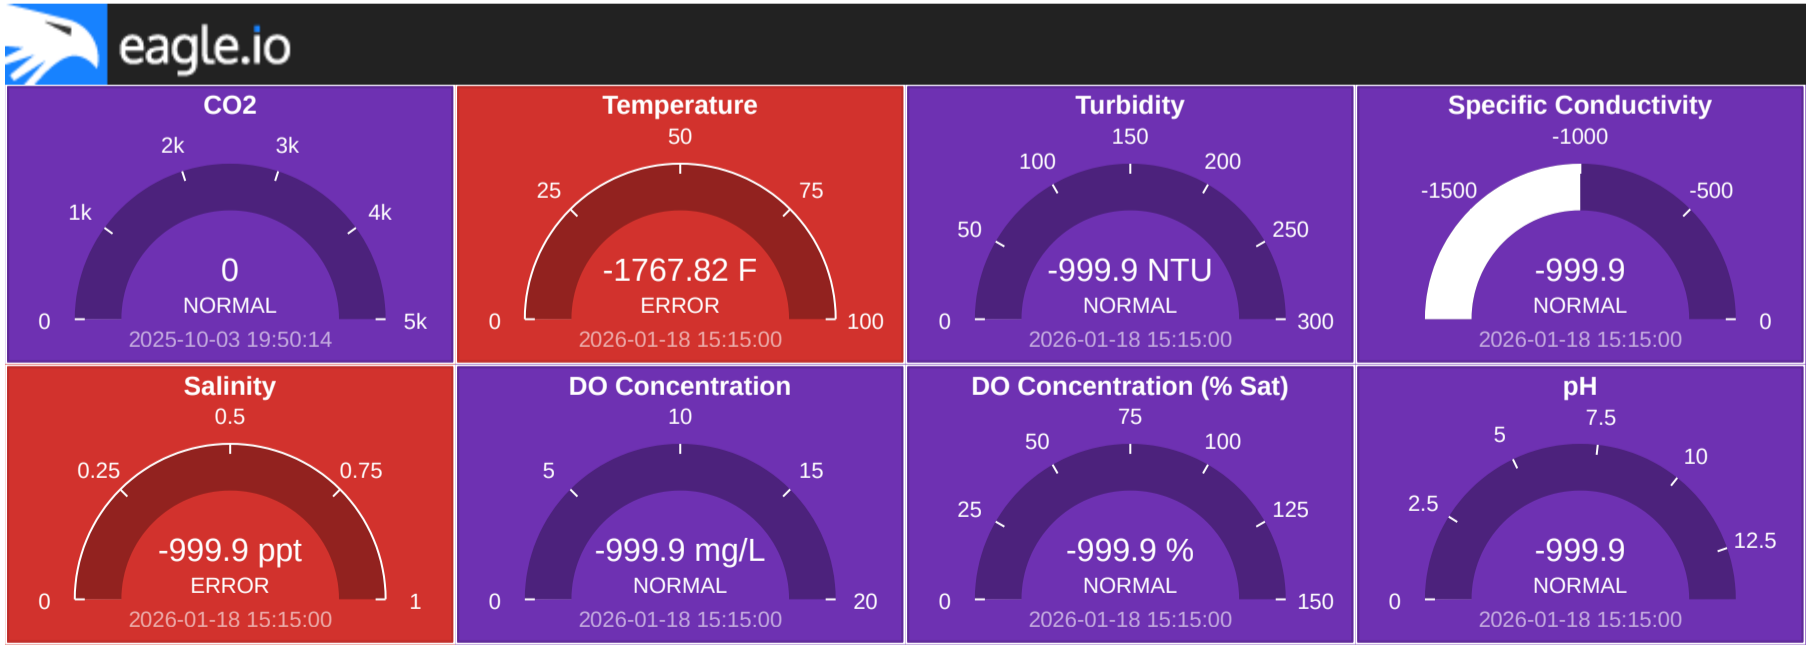 eagle.io
CO2
2k
3k
1k
4k
0
NORMAL
0
5k
2025-10-03 19:50:14
Temperature
50
25
75
-1767.82 F
ERROR
0
100
2026-01-18 15:15:00
Turbidity
150
100
200
50
250
-999.9 NTU
NORMAL
0
300
2026-01-18 15:15:00
Specific Conductivity
-1000
-1500
-500
-999.9
NORMAL
0
2026-01-18 15:15:00
Salinity
0.5
0.25
0.75
-999.9 ppt
ERROR
0
1
2026-01-18 15:15:00
DO Concentration
10
5
15
-999.9 mg/L
NORMAL
0
20
2026-01-18 15:15:00
DO Concentration (% Sat)
75
50
100
25
125
-999.9 %
NORMAL
0
150
2026-01-18 15:15:00
pH
7.5
5
10
2.5
12.5
-999.9
NORMAL
0
2026-01-18 15:15:00